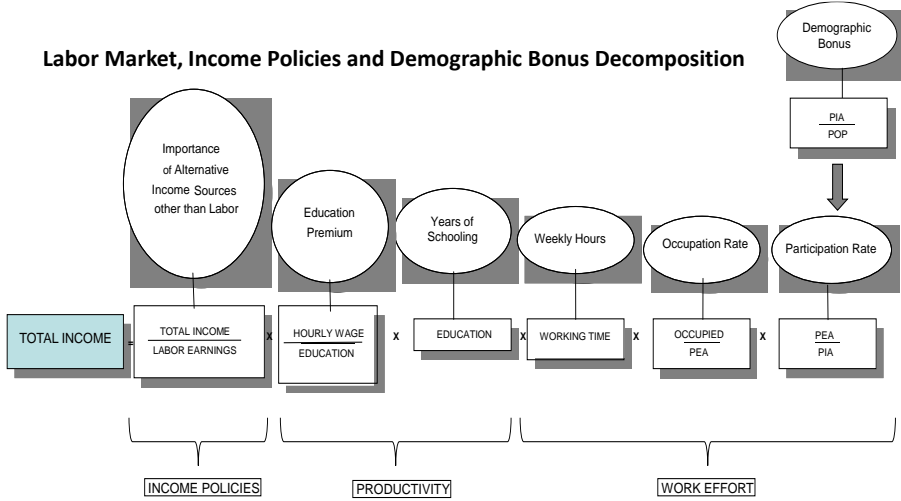 Labor Market, Income Policies and Demographic Bonus Decomposition
Demographic
Bonus
PIA
POP
Importance
of Alternative
Income Sources
other than Labor
Education
Premium
Years of
Schooling
Weekly Hours
Occupation Rate
Participation Rate
TOTAL INCOME
=
TOTAL INCOME
LABOR EARNINGS
x
HOURLY WAGE
EDUCATION
x
EDUCATION
x
WORKING TIME
x
OCCUPIED
PEA
x
PEA
PIA
INCOME POLICIES
PRODUCTIVITY
WORK EFFORT